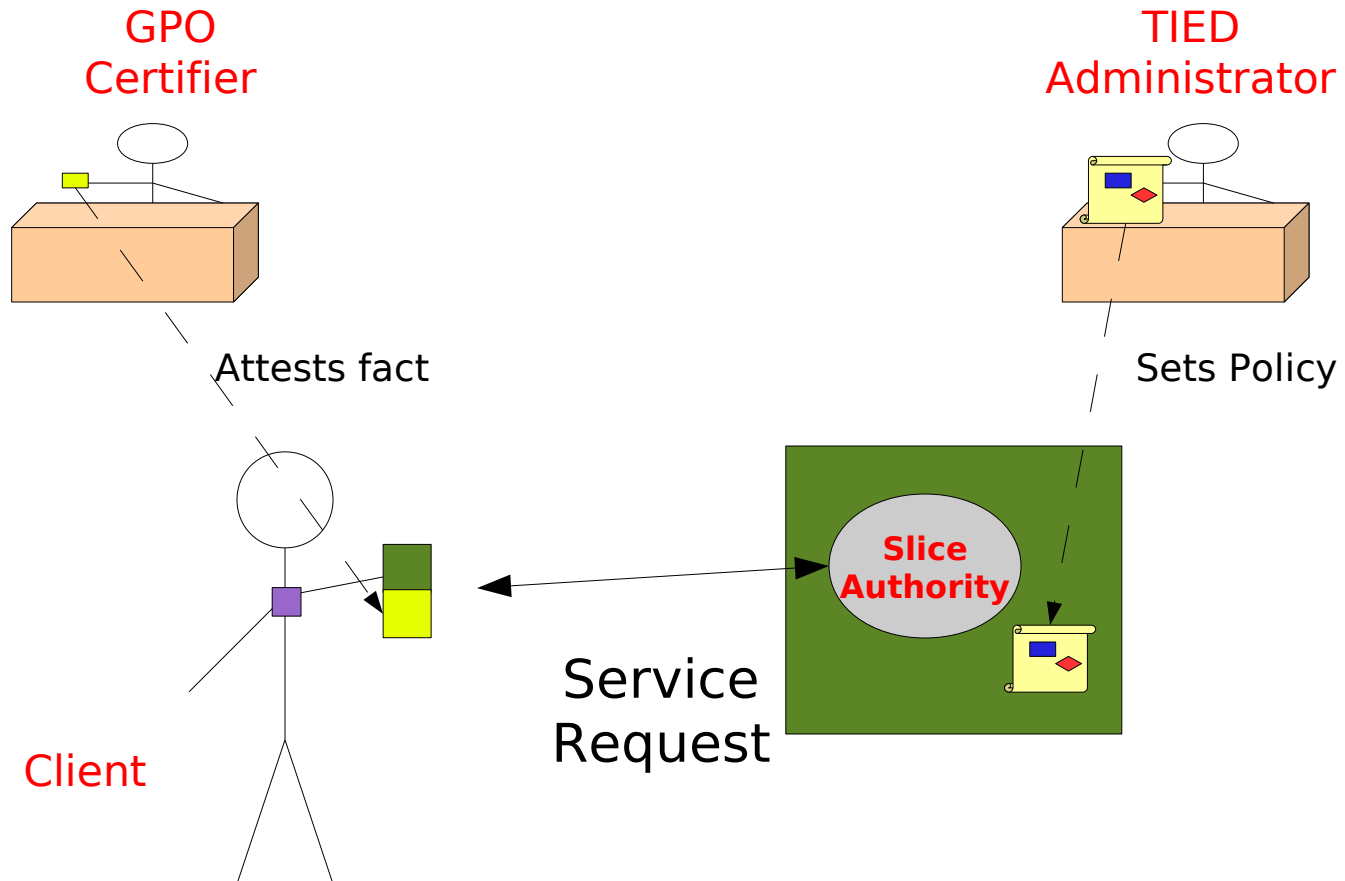 GPO
Certifier
TIED
Administrator
Attests fact
Sets Policy
Slice
Authority
Service
Request
Client